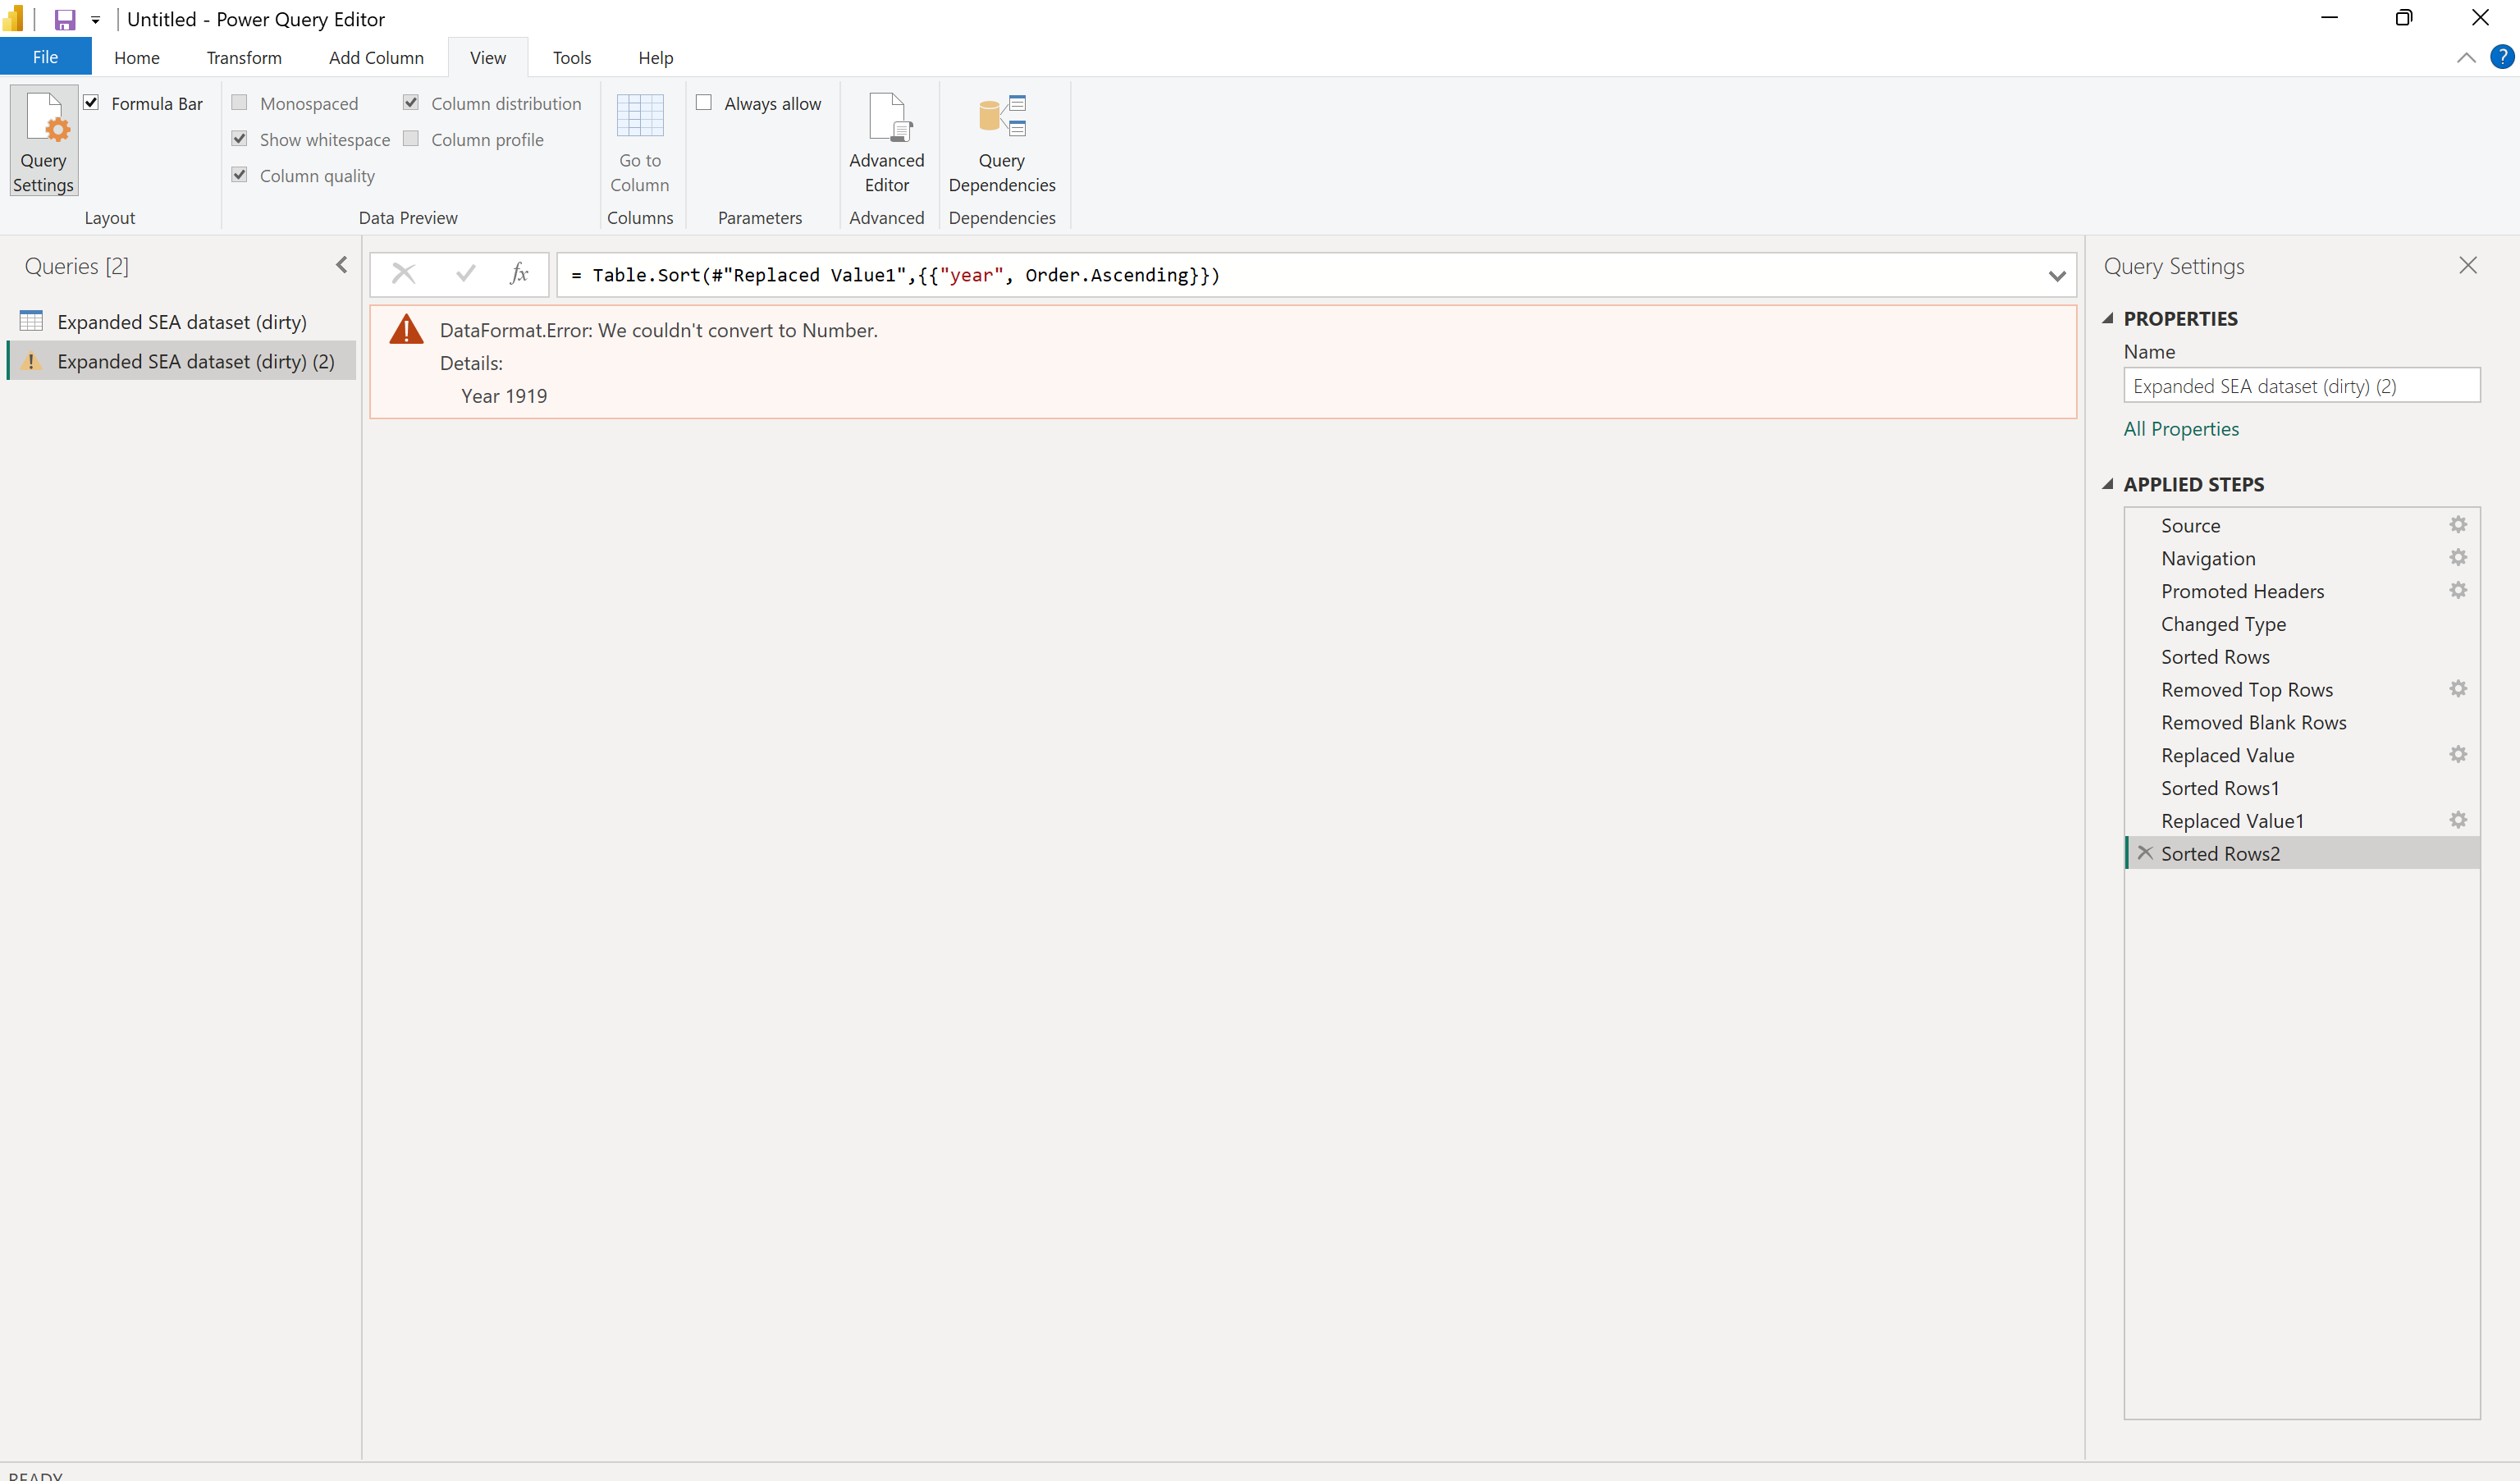 Untitled - Power Query Editor
File Home Transform Add Column View Tools Help
?
Query Settings
Formula Bar
Layout
Monospaced
Show whitespace
Column quality
Column distribution
Column profile
Data Preview
Go to Column
Columns
Always allow
Parameters
Advanced Editor
Advanced
Query Dependencies
Dependencies
Queries [2]
Expanded SEA dataset (dirty)
Expanded SEA dataset (dirty) (2)
fx
= Table.Sort(#"Replaced Value1",{{"year", Order.Ascending}})
DataFormat.Error: We couldn't convert to Number.
Details:
Year 1919
Query Settings
PROPERTIES
Name
Expanded SEA dataset (dirty) (2)
All Properties
APPLIED STEPS
Source
Navigation
Promoted Headers
Changed Type
Sorted Rows
Removed Top Rows
Removed Blank Rows
Replaced Value
Sorted Rows1
Replaced Value1
Sorted Rows2
READY